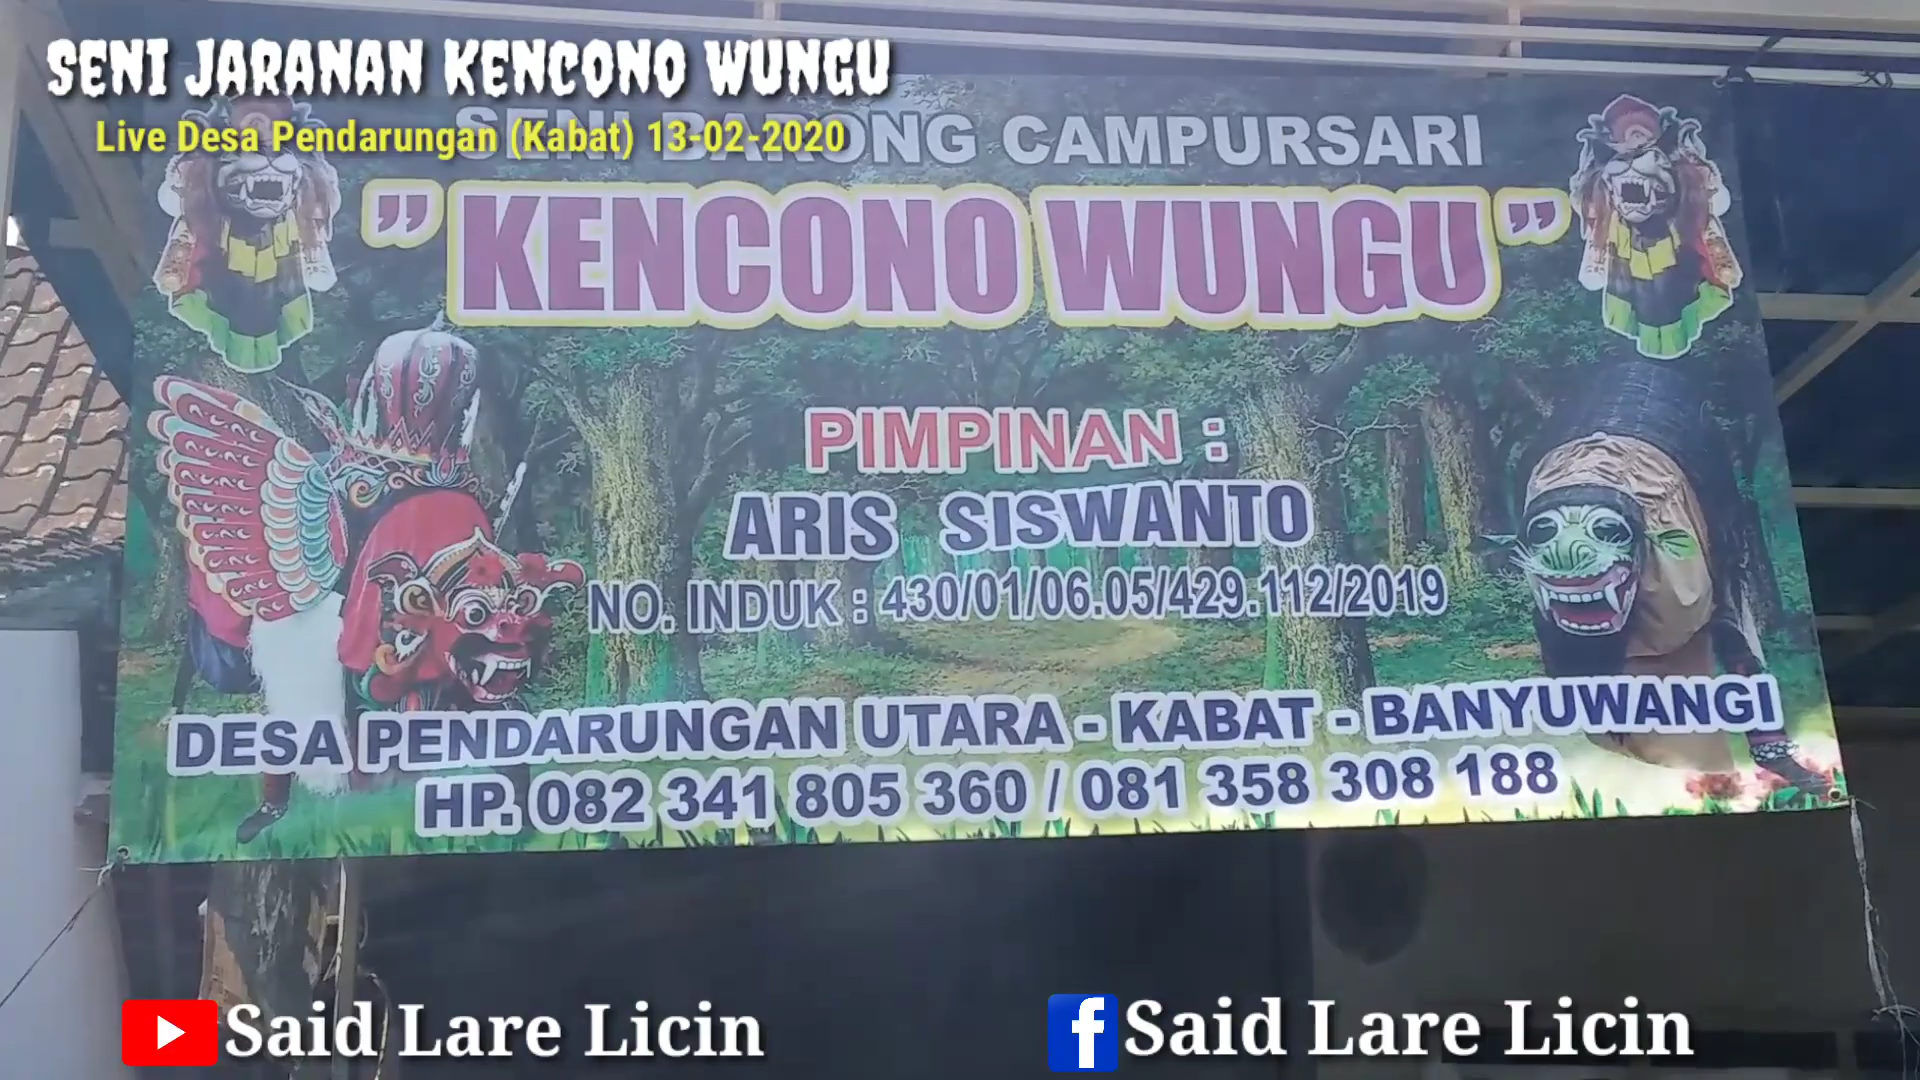 SENI JARANAN KENCONO WUNGU
Live Desa Pendarungan (Kabat) 13-02-2020
SENI BARONG CAMPURSARI
"KENCONO WUNGU"
PIMPINAN :
ARIS SISWANTO
NO. INDUK : 430/01/06.05/429.112/2019
DESA PENDARUNGAN UTARA - KABAT - BANYUWANGI
HP. 082 341 805 360 / 081 358 308 188
Said Lare Licin
Said Lare Licin